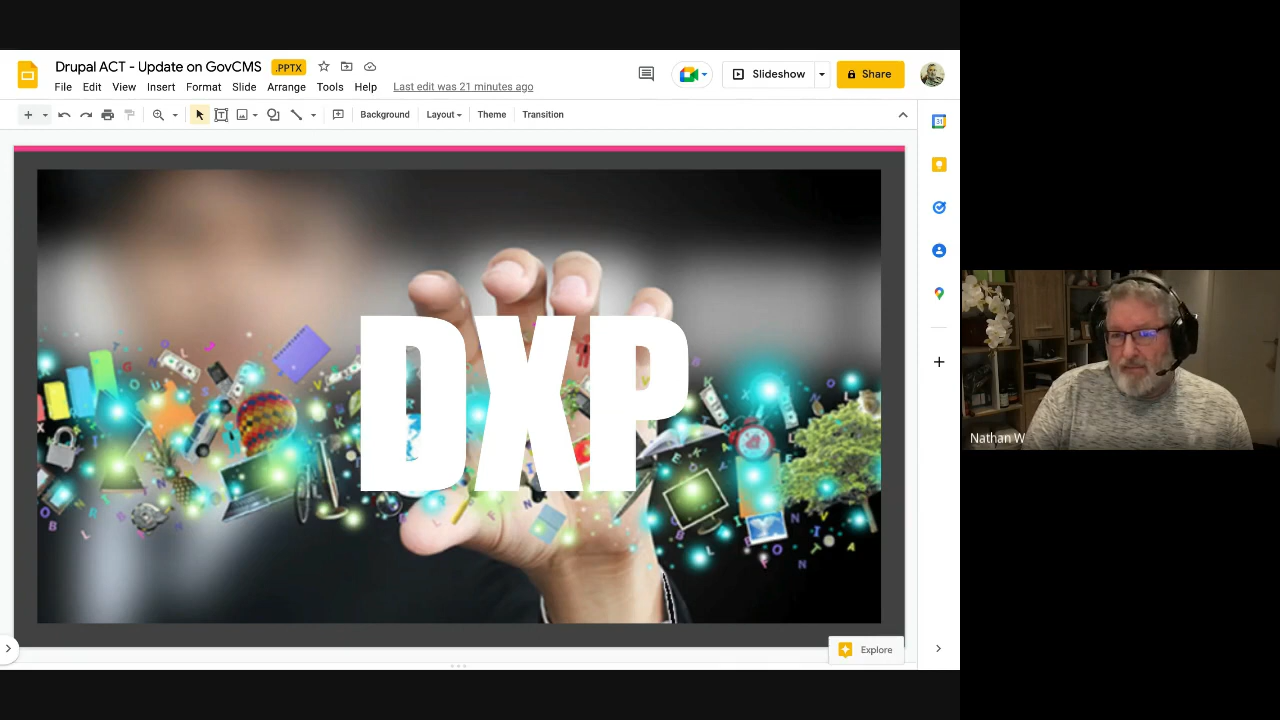 Drupal ACT - Update on GovCMS .PPTX
File Edit View Insert Format Slide Arrange Tools Help Last edit was 21 minutes ago
Slideshow
Share
Background Layout Theme Transition
31
DXP
Nathan W
Explore